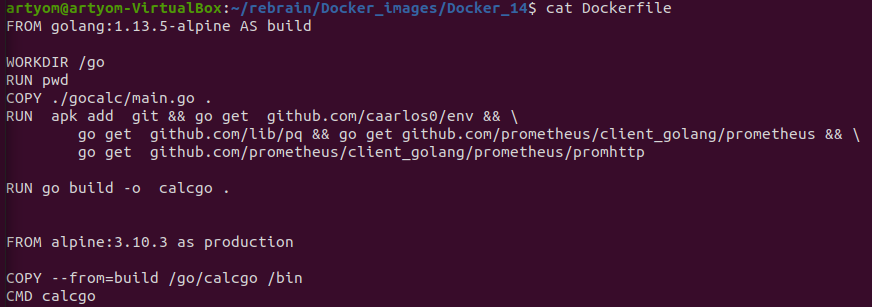 artyom@artyom-VirtualBox:~/rebrain/Docker_images/Docker_14$ cat Dockerfile
FROM golang:1.13.5-alpine AS build
WORKDIR /go
RUN pwd
COPY ./gocalc/main.go .
RUN  apk add  git && go get  github.com/caarlos0/env && \
        go get  github.com/lib/pq && go get github.com/prometheus/client_golang/prometheus && \
        go get  github.com/prometheus/client_golang/prometheus/promhttp
RUN go build -o  calcgo .
FROM alpine:3.10.3 as production
COPY --from=build /go/calcgo /bin
CMD calcgo